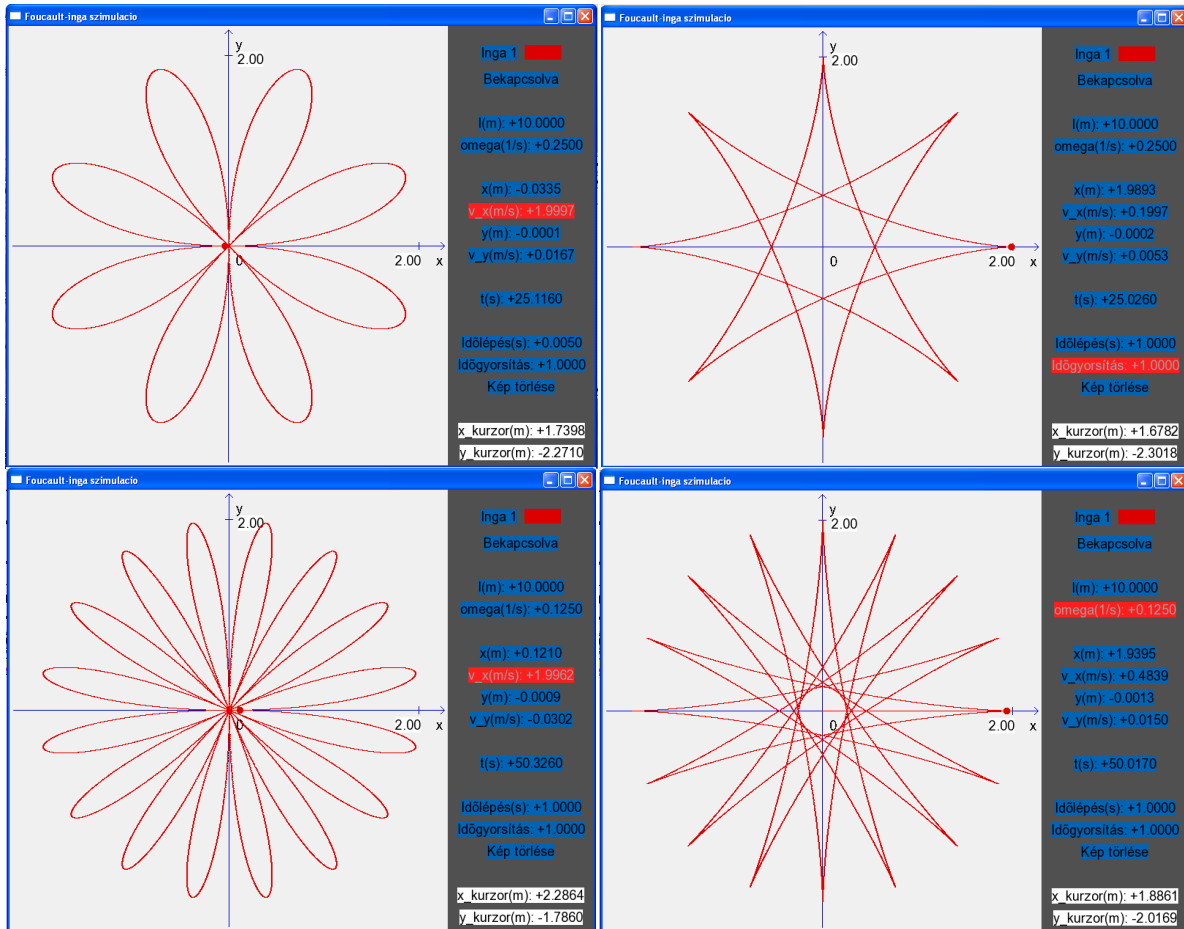 Foucault-inga szimulacio
y
2.00
0
2.00
x
Inga 1
Bekapcsolva
l(m): +10.0000
omega(1/s): +0.2500
x(m): -0.0335
v_x(m/s): +1.9997
y(m): -0.0001
v_y(m/s): +0.0167
t(s): +25.1160
Idõlépés(s): +0.0050
Idõgyorsítás: +1.0000
Kép törlése
x_kurzor(m): +1.7398
y_kurzor(m): -2.2710
Foucault-inga szimulacio
y
2.00
0
2.00
x
Inga 1
Bekapcsolva
l(m): +10.0000
omega(1/s): +0.2500
x(m): +1.9893
v_x(m/s): +0.1997
y(m): -0.0002
v_y(m/s): +0.0053
t(s): +25.0260
Idõlépés(s): +1.0000
Idõgyorsítás: +1.0000
Kép törlése
x_kurzor(m): +1.6782
y_kurzor(m): -2.3018
Foucault-inga szimulacio
y
2.00
0
2.00
x
Inga 1
Bekapcsolva
l(m): +10.0000
omega(1/s): +0.1250
x(m): +0.1210
v_x(m/s): +1.9962
y(m): -0.0009
v_y(m/s): -0.0302
t(s): +50.3260
Idõlépés(s): +1.0000
Idõgyorsítás: +1.0000
Kép törlése
x_kurzor(m): +2.2864
y_kurzor(m): -1.7860
Foucault-inga szimulacio
y
2.00
0
2.00
x
Inga 1
Bekapcsolva
l(m): +10.0000
omega(1/s): +0.1250
x(m): +1.9395
v_x(m/s): +0.4839
y(m): -0.0013
v_y(m/s): +0.0150
t(s): +50.0170
Idõlépés(s): +1.0000
Idõgyorsítás: +1.0000
Kép törlése
x_kurzor(m): +1.8861
y_kurzor(m): -2.0169